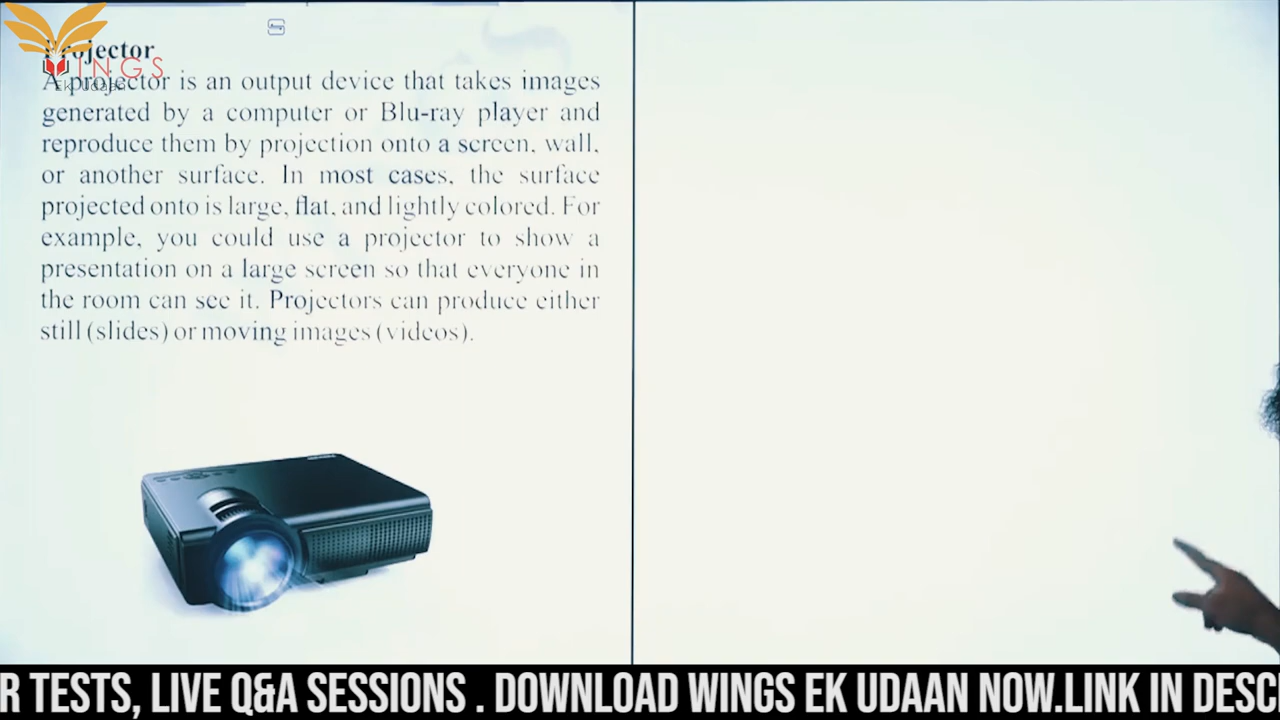 Projector
WINGS
Ek Udaan
A projector is an output device that takes images
generated by a computer or Blu-ray player and
reproduce them by projection onto a screen, wall,
or another surface. In most cases, the surface
projected onto is large, flat, and lightly colored. For
example, you could use a projector to show a
presentation on a large screen so that everyone in
the room can see it. Projectors can produce either
still (slides) or moving images (videos).
R TESTS, LIVE Q&A SESSIONS . DOWNLOAD WINGS EK UDAAN NOW.LINK IN DESC